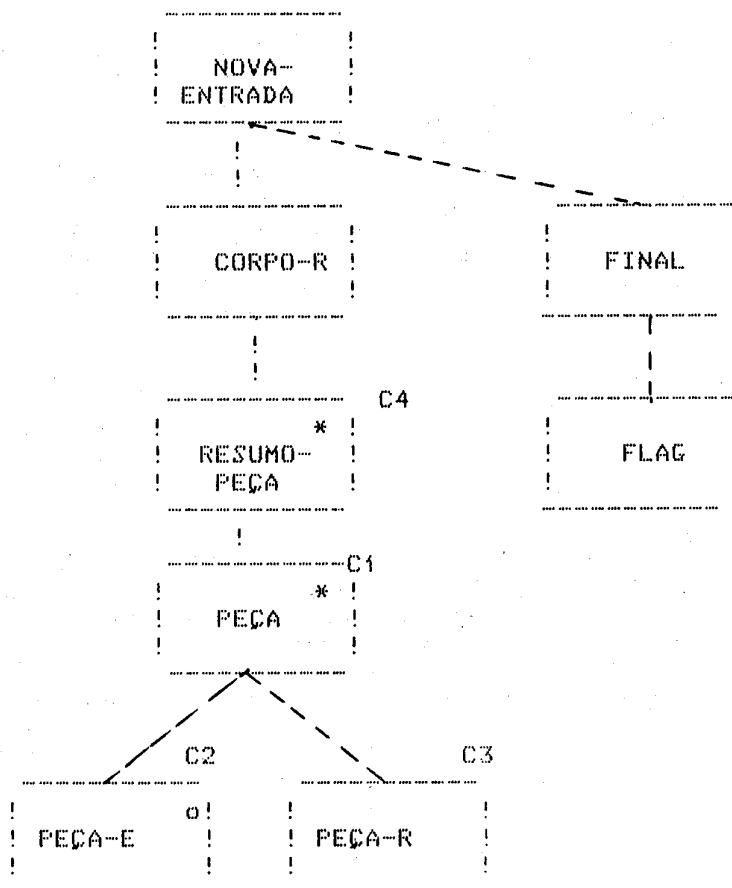 NOVA-
ENTRADA
CORPO-R
FINAL
C4
*
RESUMO-
PEÇA
FLAG
C1
*
PEÇA
C2
C3
o
PEÇA-E
PEÇA-R